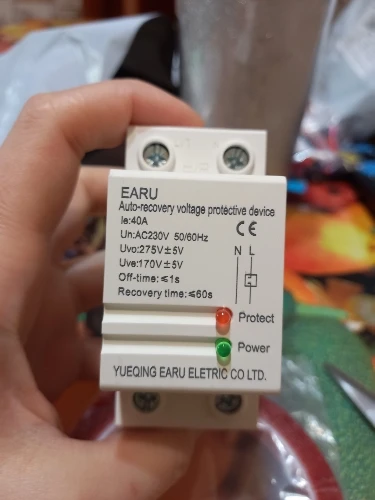 EARU
Auto-recovery voltage protective device
Ie:40A
Un:AC230V 50/60Hz
Uvo:275V±5V
Uve:170V±5V
Off-time:≤1s
Recovery time:≤60s
CE
N L
Protect
Power
YUEQING EARU ELETRIC CO LTD.